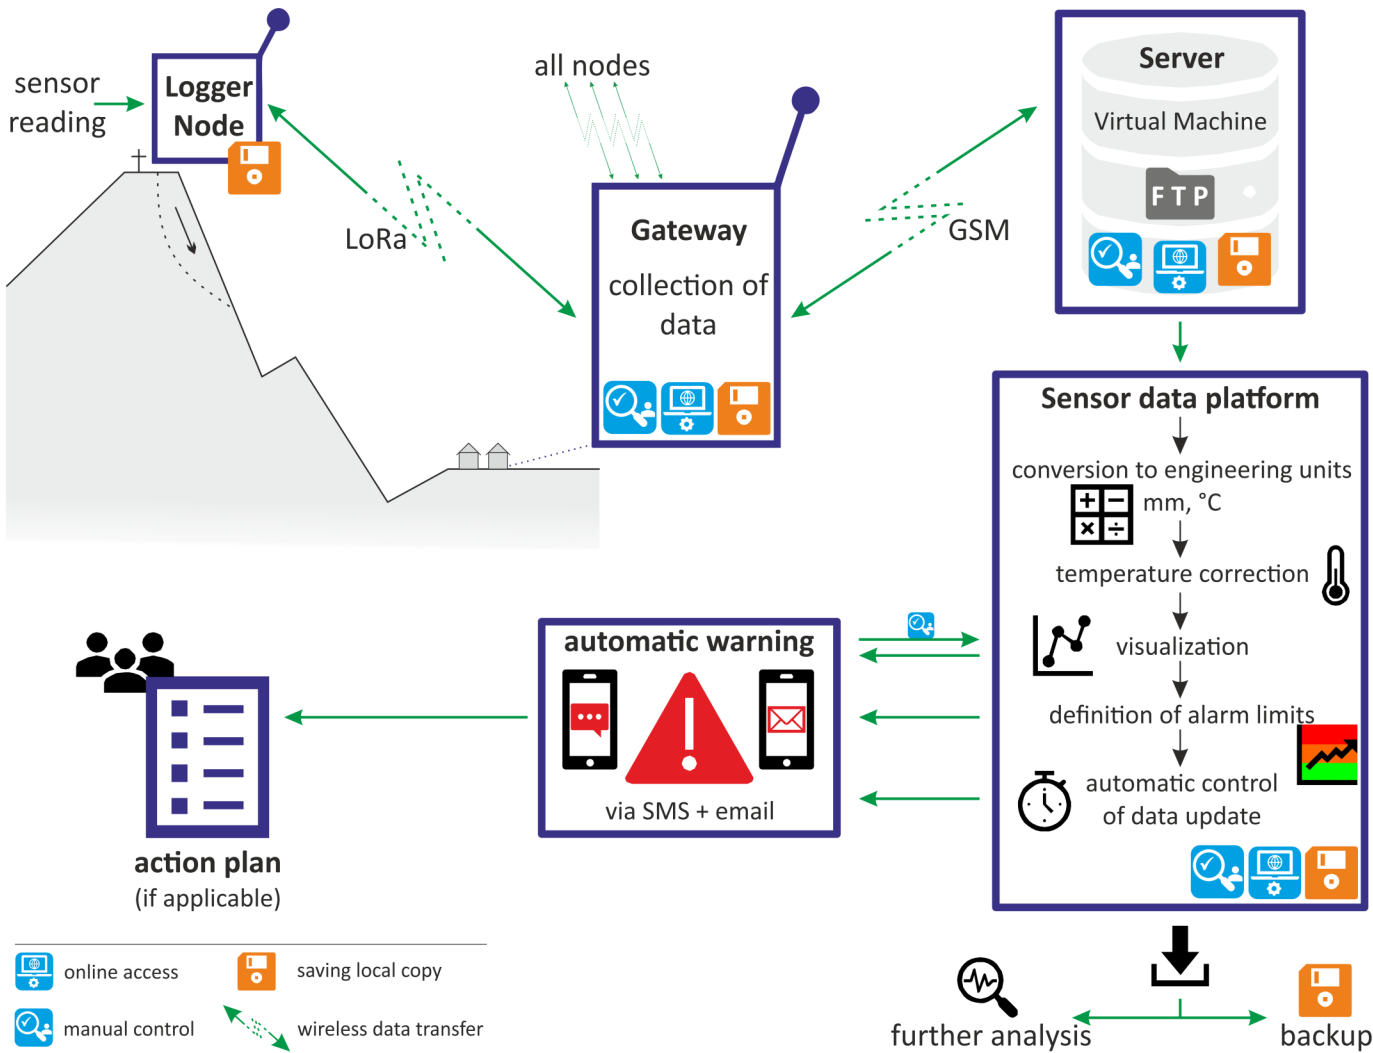 sensor
reading
Logger
Node
LoRa
all nodes
Gateway
collection of
data
GSM
Server
Virtual Machine
FTP
Sensor data platform
conversion to engineering units
mm, °C
temperature correction
visualization
definition of alarm limits
automatic control
of data update
automatic warning
via SMS + email
action plan
(if applicable)
online access
saving local copy
manual control
wireless data transfer
further analysis
backup